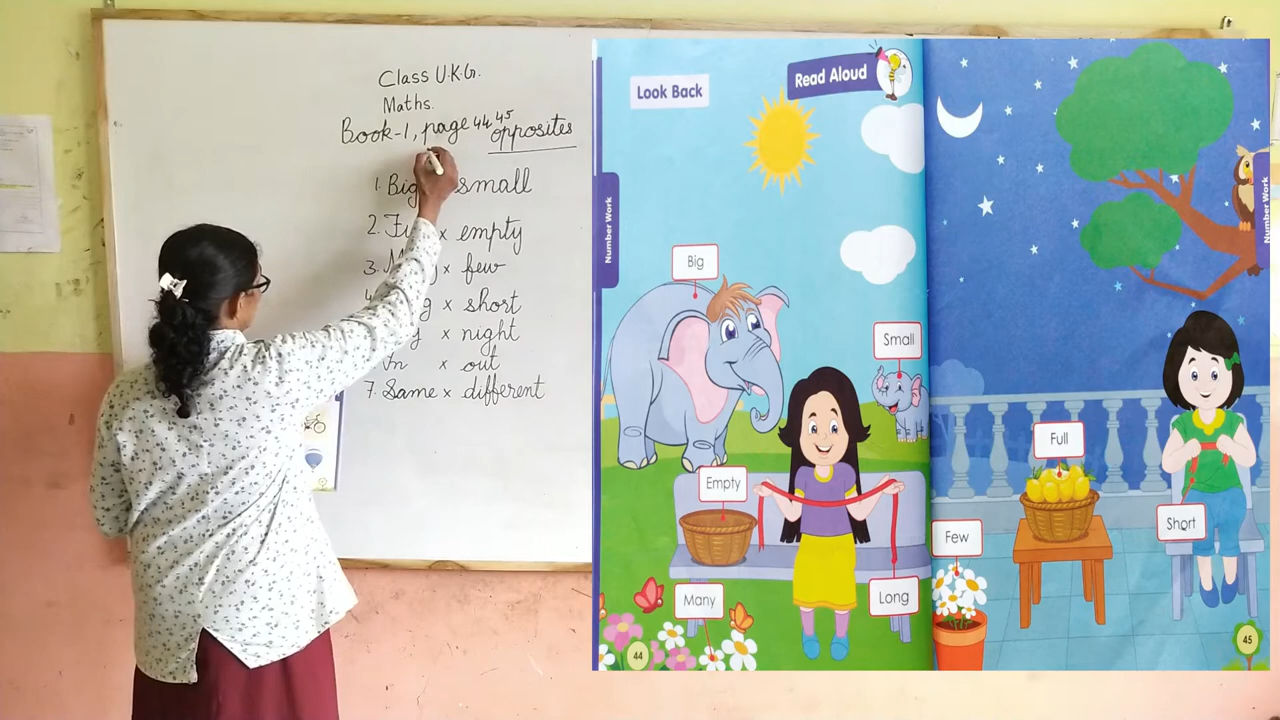 Class U.K.G.
Maths.
Book-1, page 44,45
opposites
1. Big small
2. x empty
3. x few
x short
x night
In x out
7. Same x different
Look Back
Read Aloud
Number Work
Number Work
Big
Small
Empty
Full
Few
Short
Many
Long
44
45